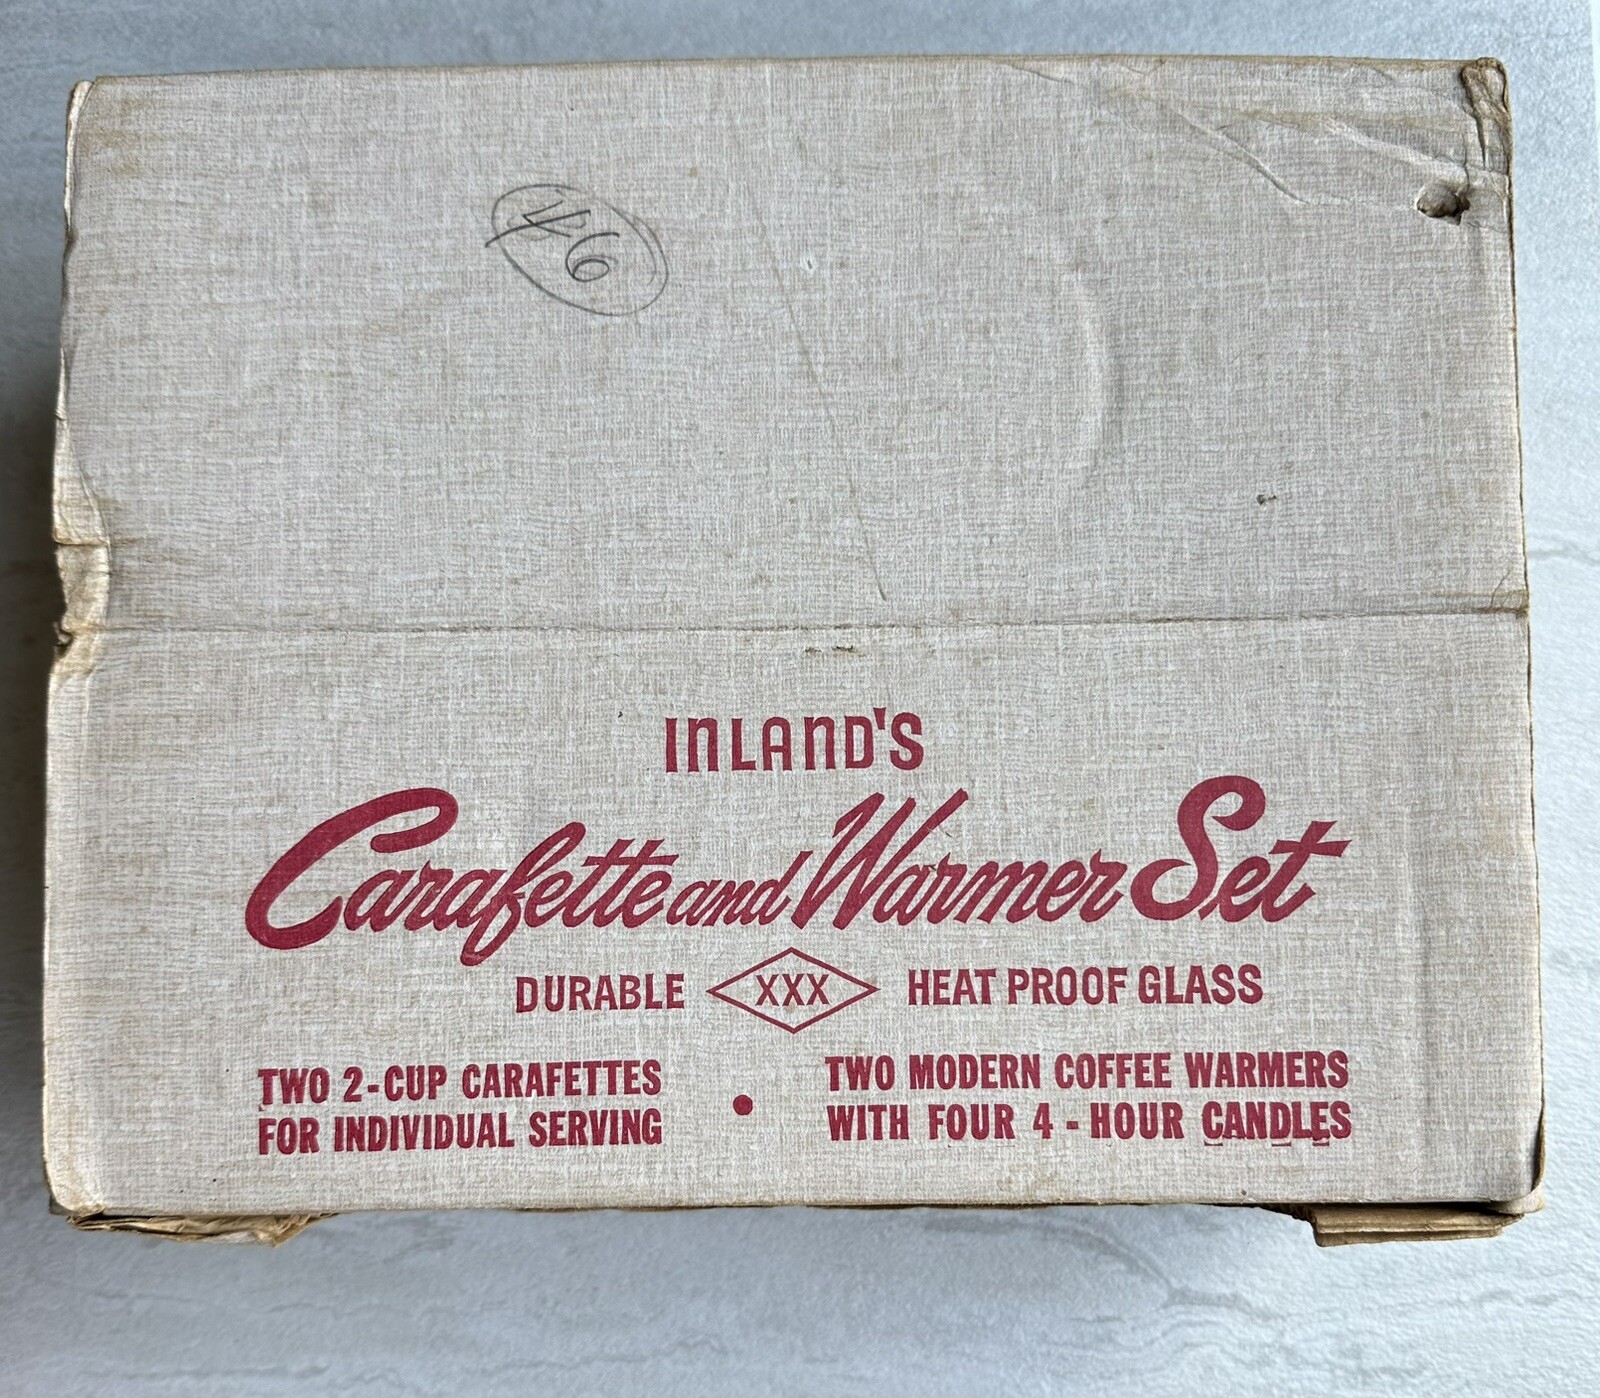 46
INLAND'S
Carafette and Warmer Set
DURABLE XXX HEAT PROOF GLASS
TWO 2-CUP CARAFETTES
FOR INDIVIDUAL SERVING
•
TWO MODERN COFFEE WARMERS
WITH FOUR 4 - HOUR CANDLES